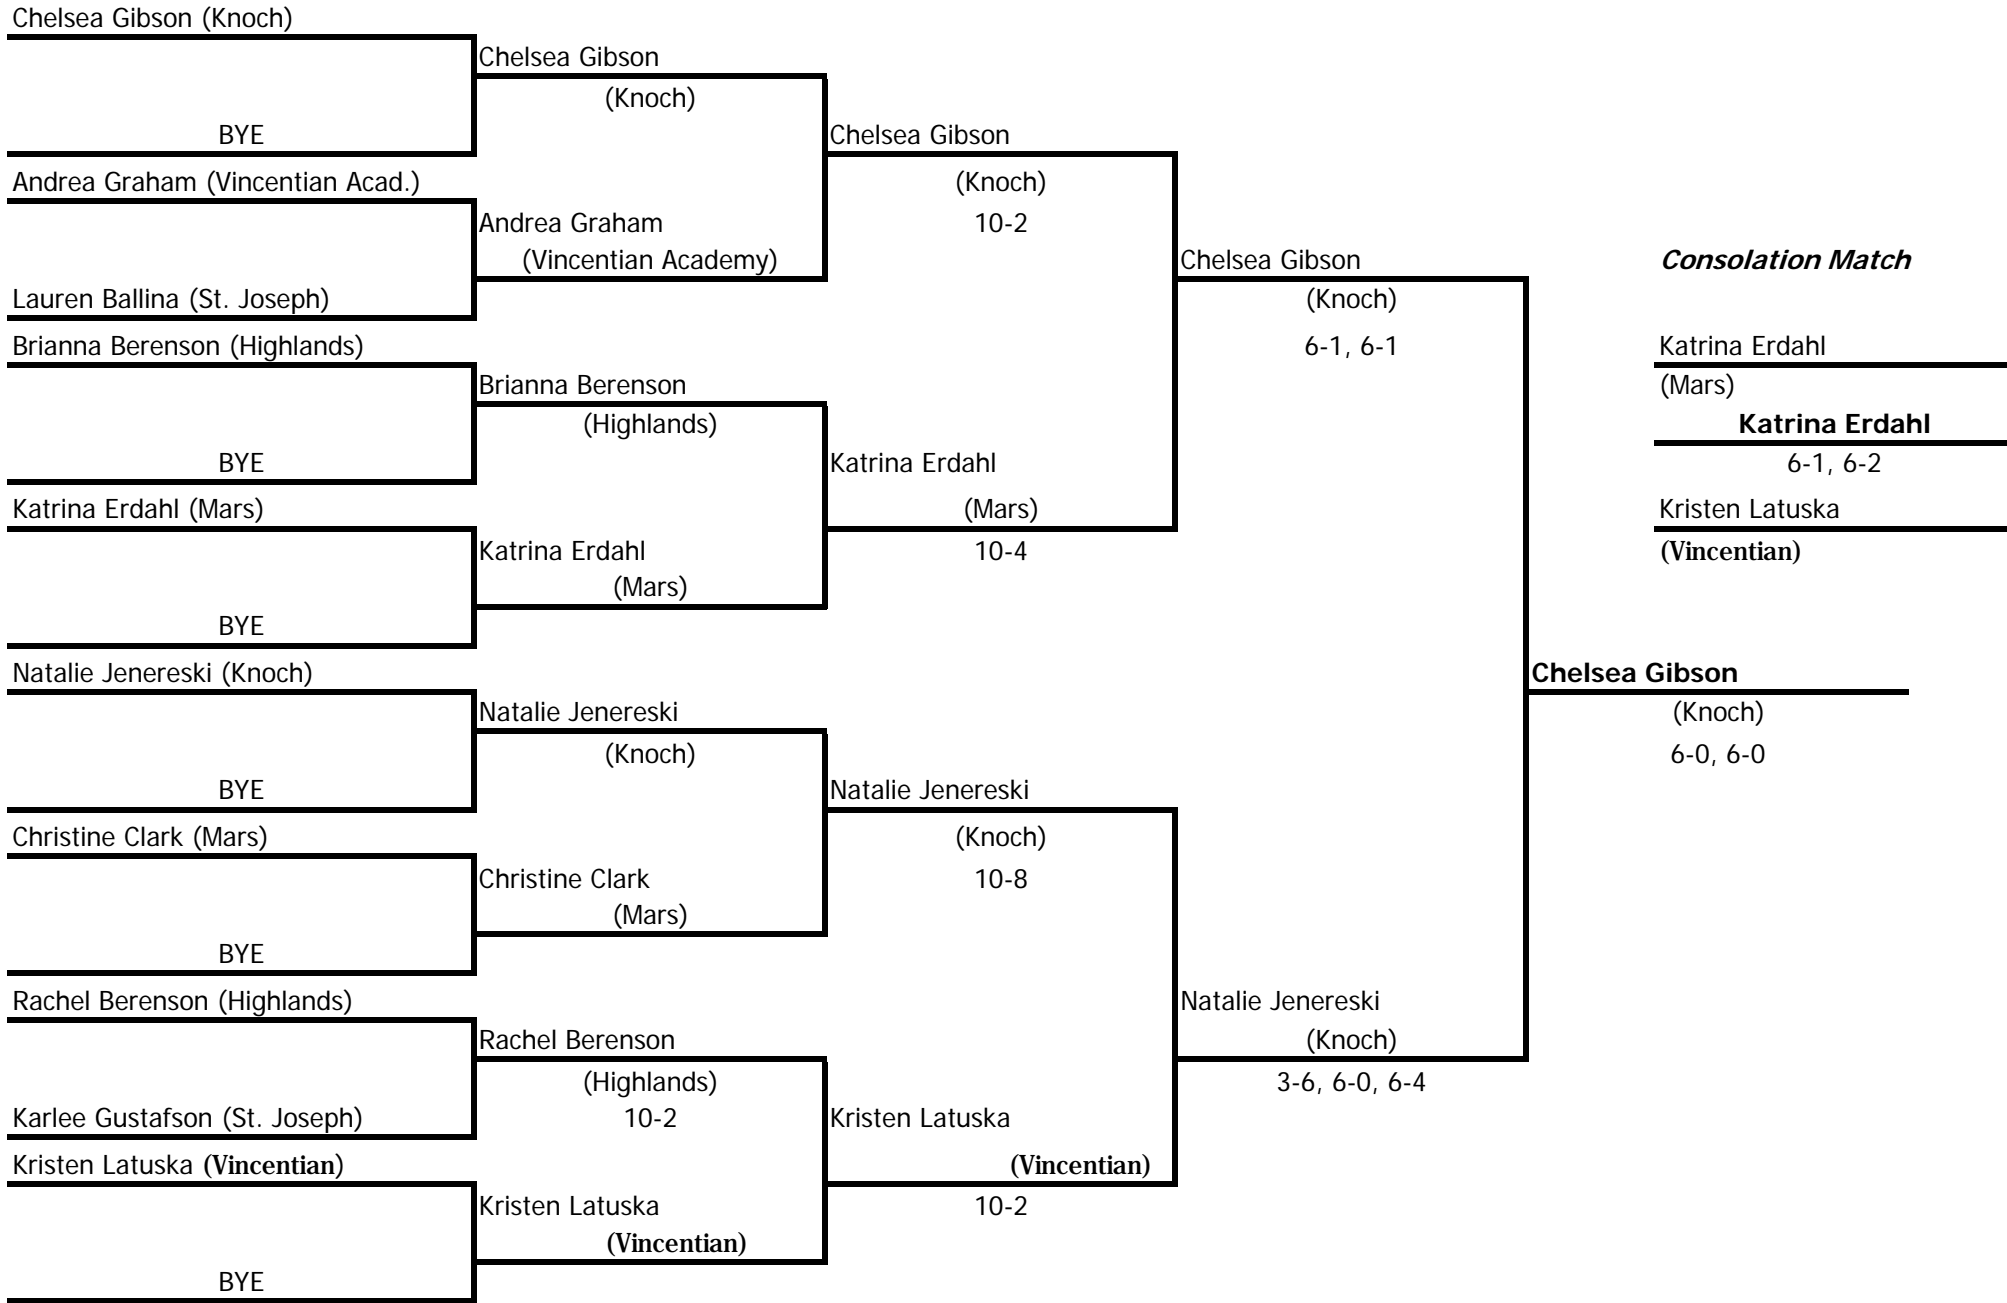 Chelsea Gibson (Knoch)
Chelsea Gibson
(Knoch)
BYE
Chelsea Gibson
Andrea Graham (Vincentian Acad.)
(Knoch)
Andrea Graham
10-2
(Vincentian Academy)
Chelsea Gibson
Consolation Match
Lauren Ballina (St. Joseph)
(Knoch)
Brianna Berenson (Highlands)
6-1, 6-1
Katrina Erdahl
Brianna Berenson
(Mars)
(Highlands)
Katrina Erdahl
BYE
Katrina Erdahl
6-1, 6-2
Katrina Erdahl (Mars)
(Mars)
Kristen Latuska
Katrina Erdahl
10-4
(Vincentian)
(Mars)
BYE
Natalie Jenereski (Knoch)
Chelsea Gibson
Natalie Jenereski
(Knoch)
(Knoch)
6-0, 6-0
BYE
Natalie Jenereski
Christine Clark (Mars)
(Knoch)
Christine Clark
10-8
(Mars)
BYE
Rachel Berenson (Highlands)
Natalie Jenereski
Rachel Berenson
(Knoch)
(Highlands)
3-6, 6-0, 6-4
Karlee Gustafson (St. Joseph)
10-2
Kristen Latuska
Kristen Latuska (Vincentian)
(Vincentian)
Kristen Latuska
10-2
(Vincentian)
BYE